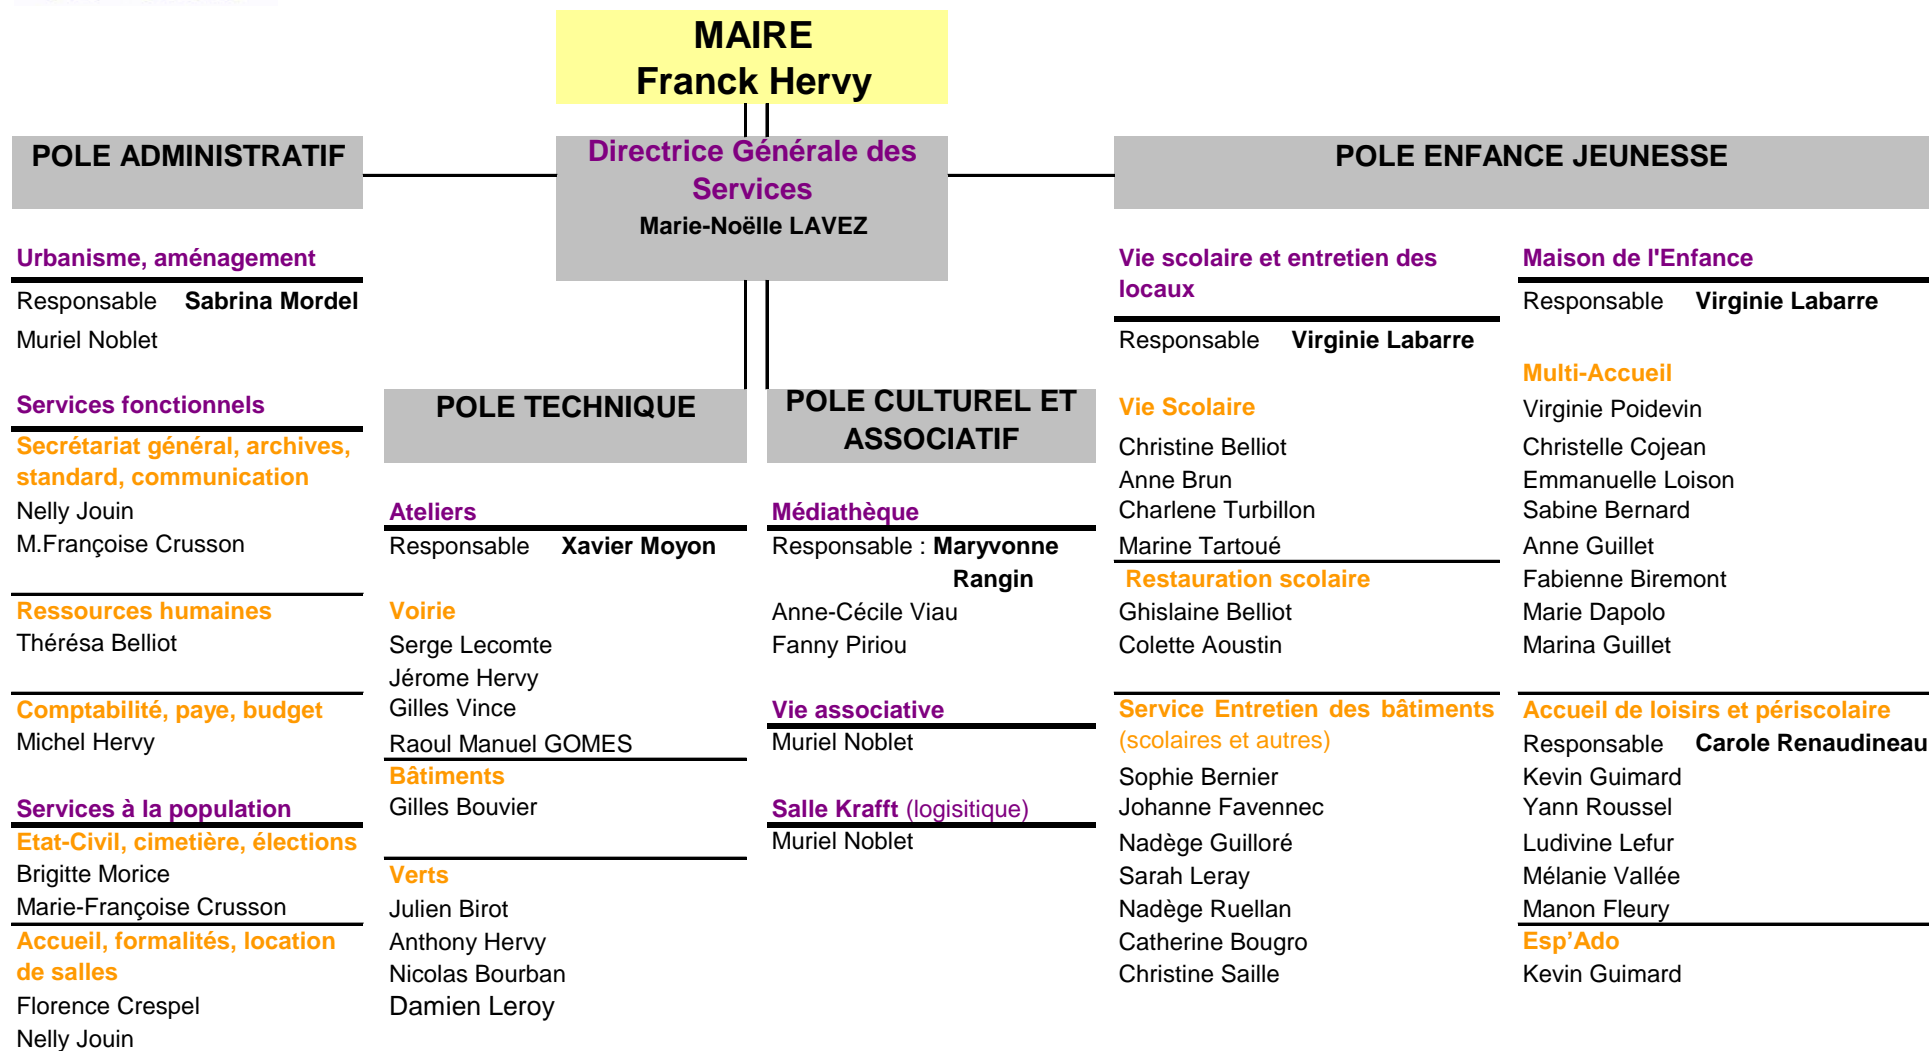 MAIRE
Franck Hervy
Directrice Générale des
Services
Marie-Noëlle LAVEZ
POLE ADMINISTRATIF
Urbanisme, aménagement
Responsable Sabrina Mordel
Muriel Noblet
Services fonctionnels
Secrétariat général, archives,
standard, communication
Nelly Jouin
M.Françoise Crusson
Ressources humaines
Thérésa Belliot
Comptabilité, paye, budget
Michel Hervy
Services à la population
Etat-Civil, cimetière, élections
Brigitte Morice
Marie-Françoise Crusson
Accueil, formalités, location
de salles
Florence Crespel
Nelly Jouin
POLE TECHNIQUE
Ateliers
Responsable Xavier Moyon
Voirie
Serge Lecomte
Jérome Hervy
Gilles Vince
Raoul Manuel GOMES
Bâtiments
Gilles Bouvier
Verts
Julien Birot
Anthony Hervy
Nicolas Bourban
Damien Leroy
POLE CULTUREL ET
ASSOCIATIF
Médiathèque
Responsable : Maryvonne
Rangin
Anne-Cécile Viau
Fanny Piriou
Vie associative
Muriel Noblet
Salle Krafft (logisitique)
Muriel Noblet
POLE ENFANCE JEUNESSE
Vie scolaire et entretien des
locaux
Responsable Virginie Labarre
Vie Scolaire
Christine Belliot
Anne Brun
Charlene Turbillon
Marine Tartoué
Restauration scolaire
Ghislaine Belliot
Colette Aoustin
Service Entretien des bâtiments
(scolaires et autres)
Sophie Bernier
Johanne Favennec
Nadège Guilloré
Sarah Leray
Nadège Ruellan
Catherine Bougro
Christine Saille
Maison de l'Enfance
Responsable Virginie Labarre
Multi-Accueil
Virginie Poidevin
Christelle Cojean
Emmanuelle Loison
Sabine Bernard
Anne Guillet
Fabienne Biremont
Marie Dapolo
Marina Guillet
Accueil de loisirs et périscolaire
Responsable Carole Renaudineau
Kevin Guimard
Yann Roussel
Ludivine Lefur
Mélanie Vallée
Manon Fleury
Esp’Ado
Kevin Guimard